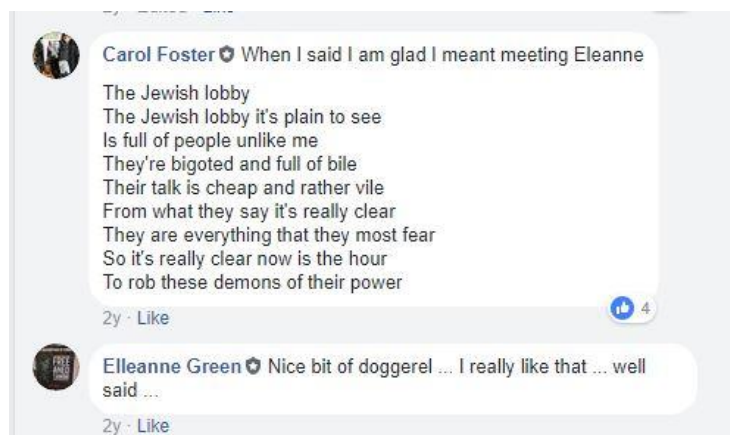 Carol Foster When I said I am glad I meant meeting Eleanne
The Jewish lobby
The Jewish lobby it's plain to see
Is full of people unlike me
They're bigoted and full of bile
Their talk is cheap and rather vile
From what they say it's really clear
They are everything that they most fear
So it's really clear now is the hour
To rob these demons of their power
4
2y · Like
Elleanne Green Nice bit of doggerel ... I really like that ... well
said ...
2y · Like